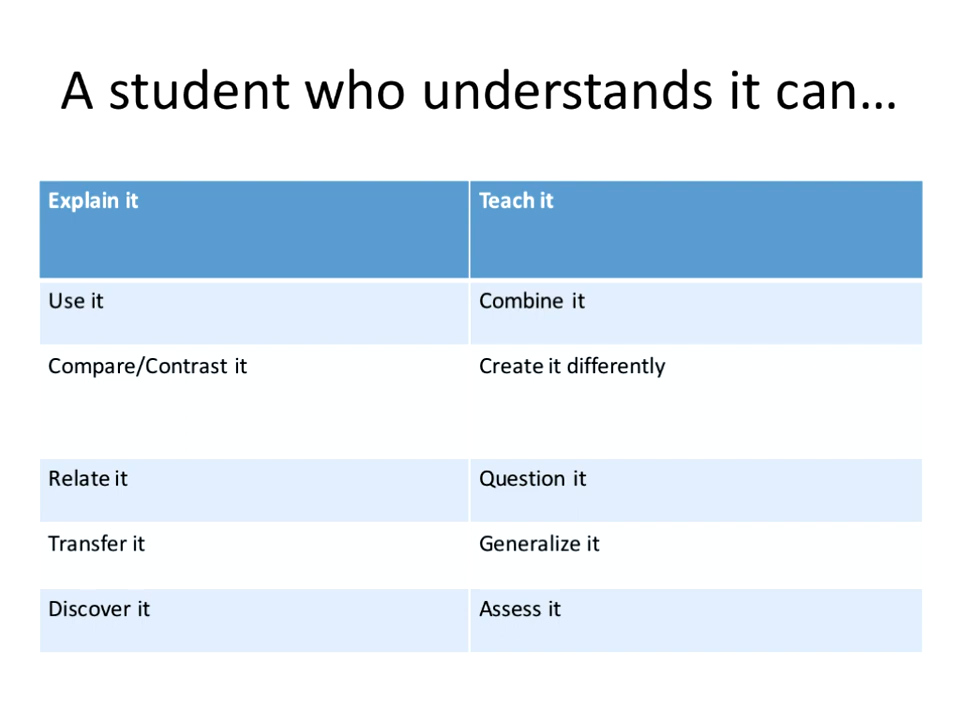 A student who understands it can…
Explain it
Teach it
Use it
Combine it
Compare/Contrast it
Create it differently
Relate it
Question it
Transfer it
Generalize it
Discover it
Assess it